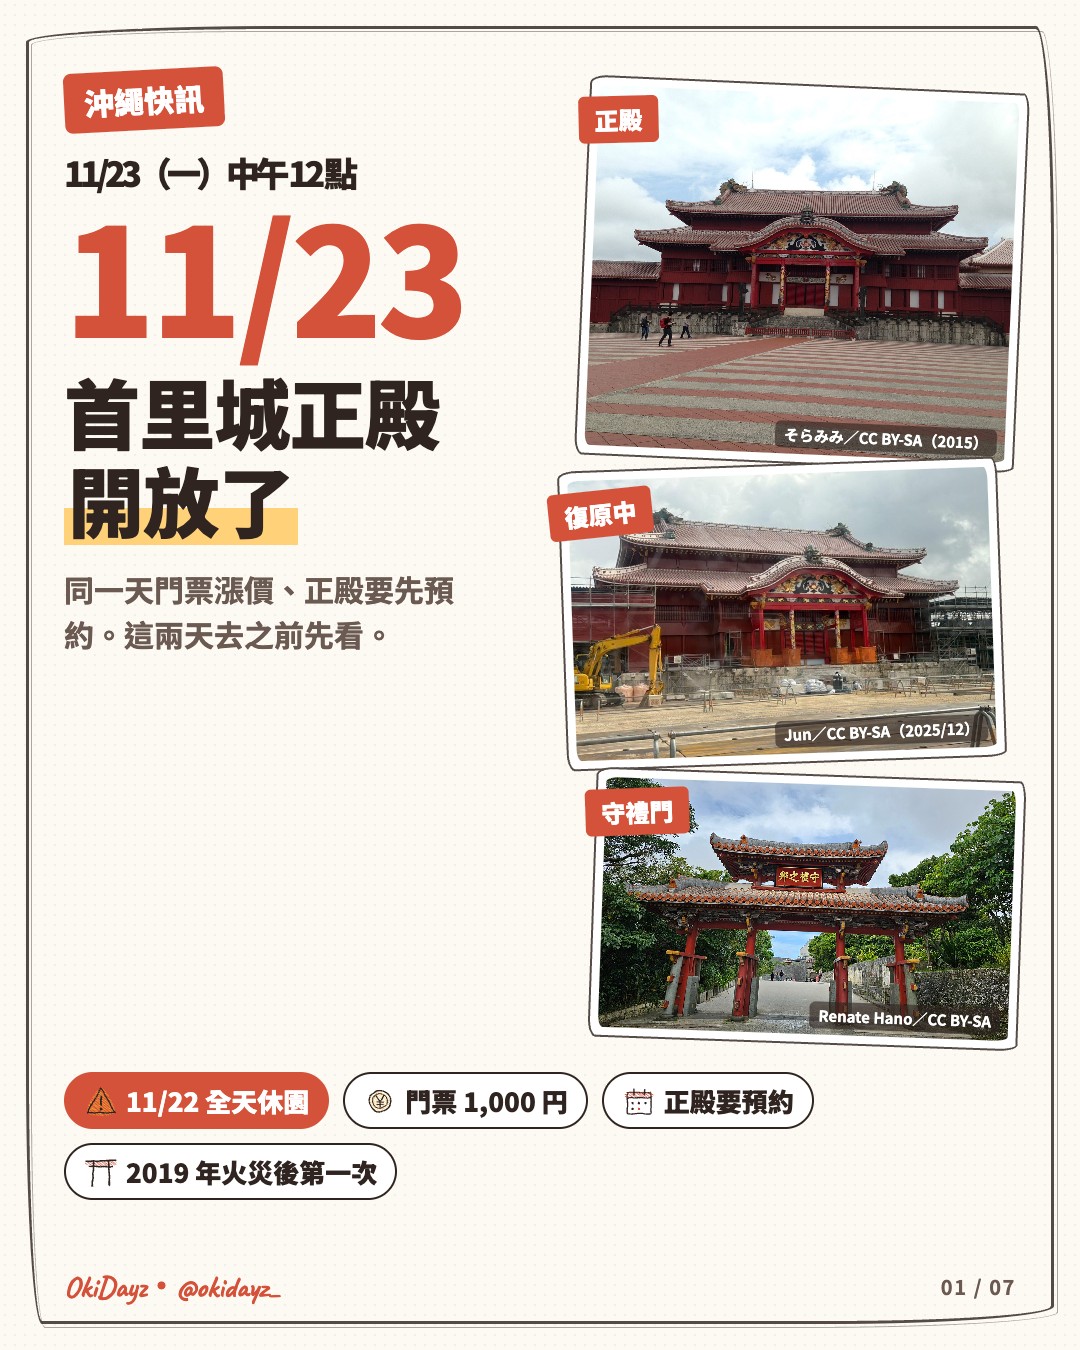 沖繩快訊
11/23（一）中午12點
11/23
首里城正殿
開放了
同一天門票漲價、正殿要先預
約。這兩天去之前先看。
正殿
そらみみ／CC BY-SA（2015）
復原中
Jun／CC BY-SA（2025/12）
守禮門
守禮之邦
Renate Hano／CC BY-SA
11/22 全天休園
門票 1,000 円
正殿要預約
2019 年火災後第一次
OkiDayz • @okidayz_
01 / 07